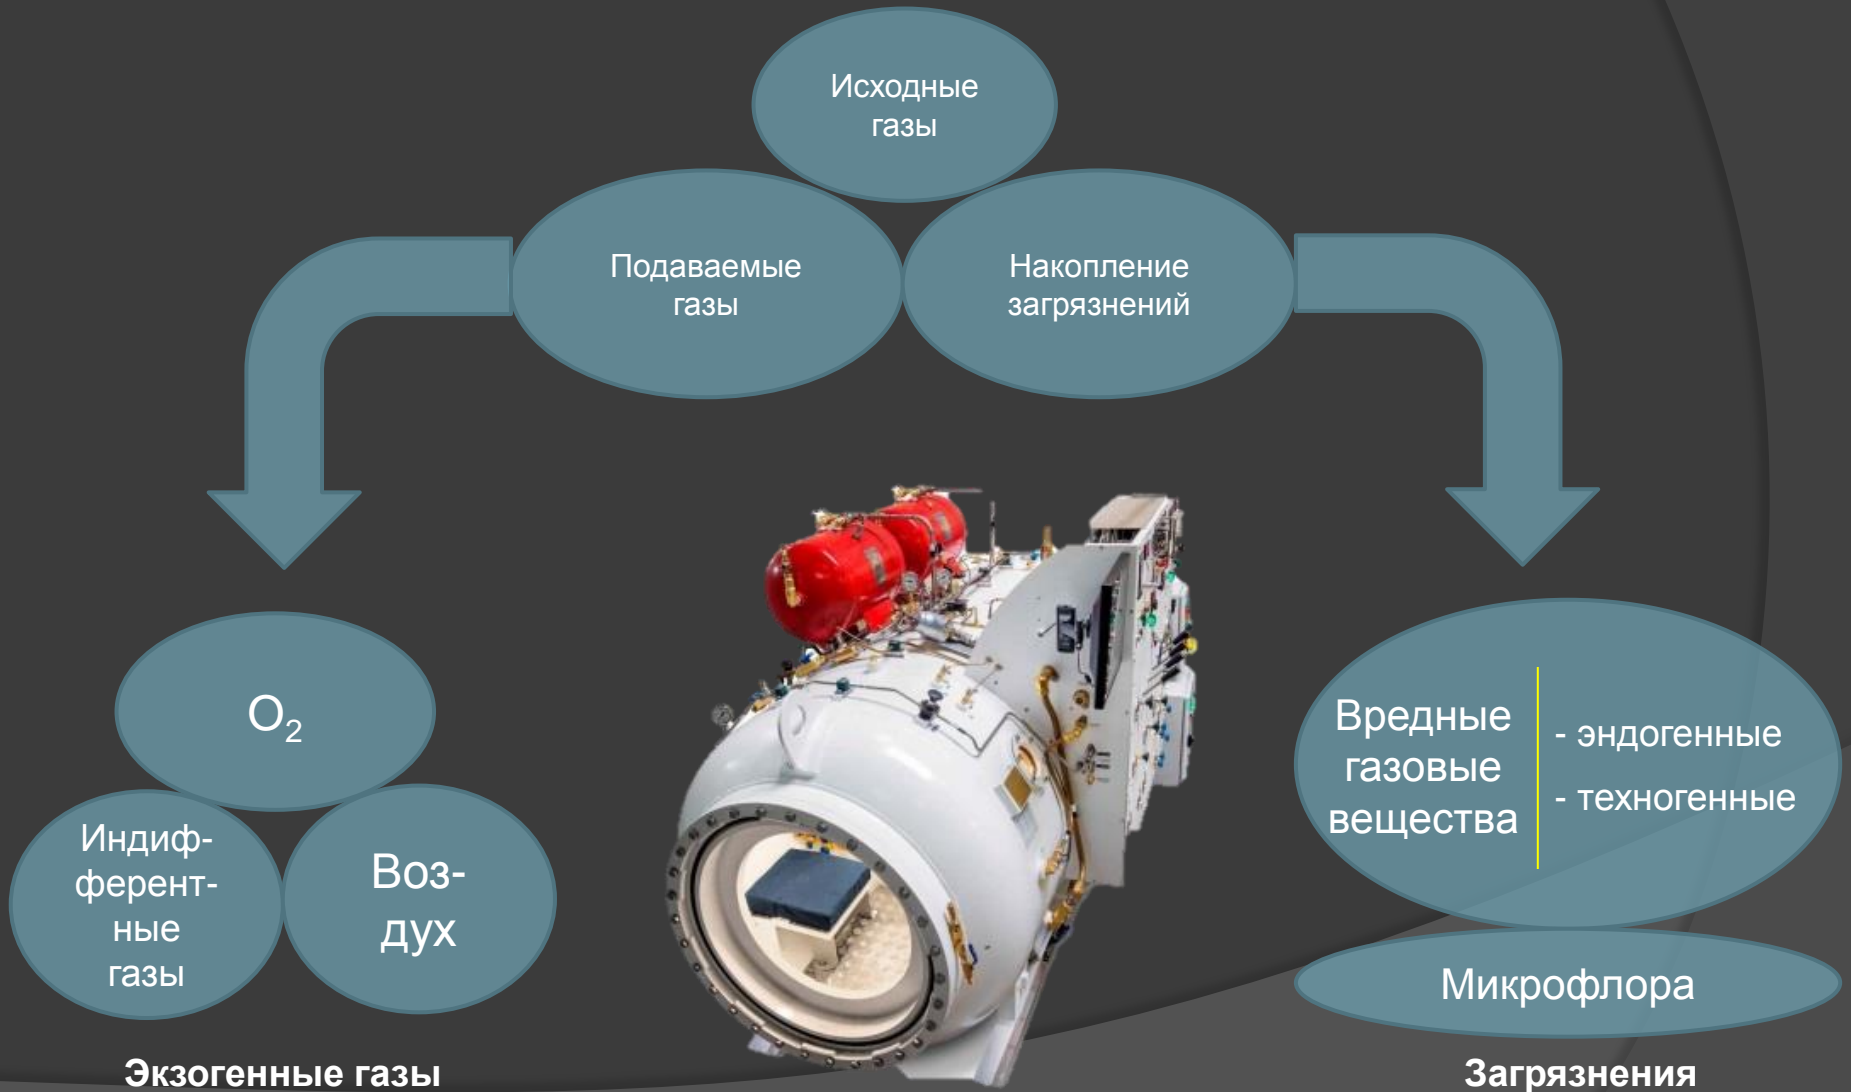 Исходные
газы
Подаваемые
газы
Накопление
загрязнений
O₂
Индиф-
ферент-
ные
газы
Воз-
дух
Экзогенные газы
Вредные
газовые
вещества
- эндогенные
- техногенные
Микрофлора
Загрязнения